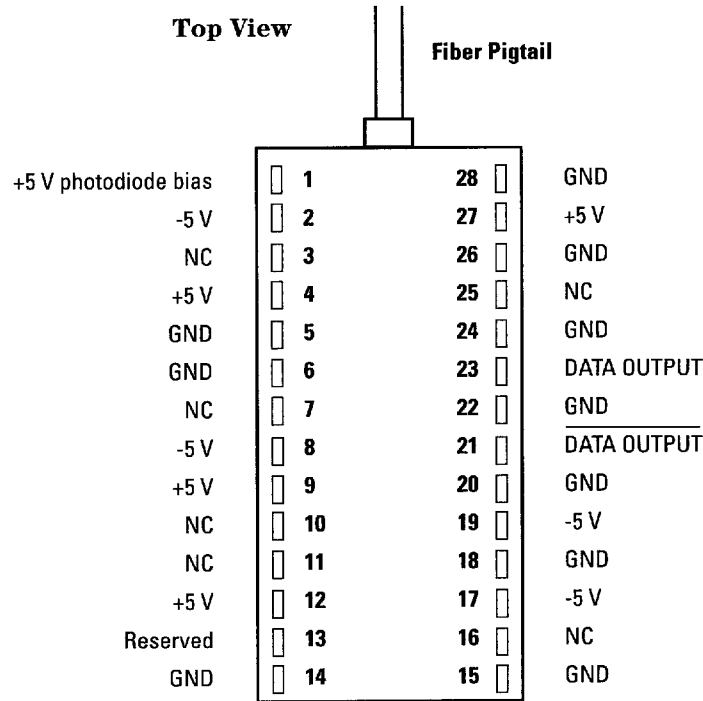 Top View
Fiber Pigtail
+5 V photodiode bias 1 28 GND
-5 V 2 27 +5 V
NC 3 26 GND
+5 V 4 25 NC
GND 5 24 GND
GND 6 23 DATA OUTPUT
NC 7 22 GND
-5 V 8 21 DATA OUTPUT
+5 V 9 20 GND
NC 10 19 -5 V
NC 11 18 GND
+5 V 12 17 -5 V
Reserved 13 16 NC
GND 14 15 GND